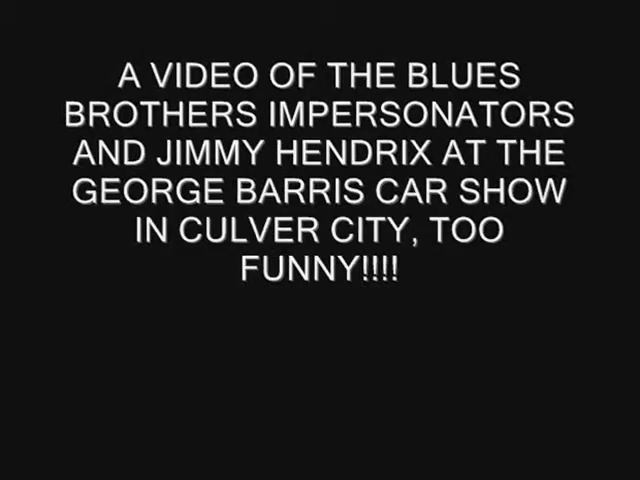 A VIDEO OF THE BLUES
BROTHERS IMPERSONATORS
AND JIMMY HENDRIX AT THE
GEORGE BARRIS CAR SHOW
IN CULVER CITY, TOO
FUNNY!!!!